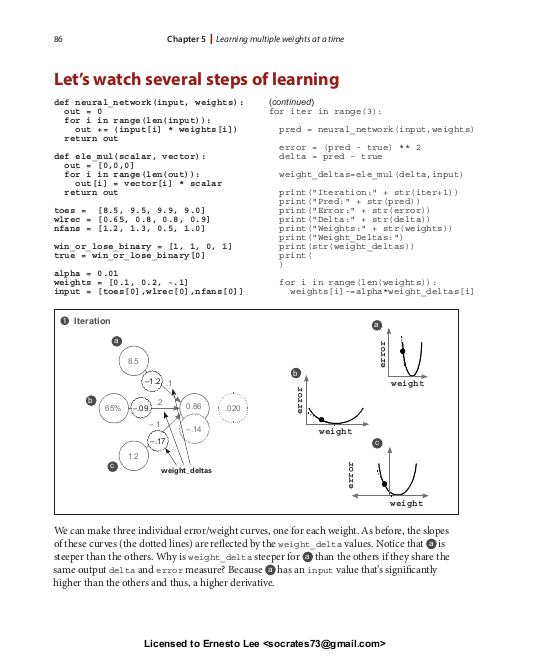 86
Chapter 5 | Learning multiple weights at a time
Let's watch several steps of learning
def neural_network(input, weights):
  out = 0
  for i in range(len(input)):
    out += (input[i] * weights[i])
  return out
def ele_mul(scalar, vector):
  out = [0,0,0]
  for i in range(len(out)):
    out[i] = vector[i] * scalar
  return out
toes =  [8.5, 9.5, 9.9, 9.0]
wlrec = [0.65, 0.8, 0.8, 0.9]
nfans = [1.2, 1.3, 0.5, 1.0]
win_or_lose_binary = [1, 1, 0, 1]
true = win_or_lose_binary[0]
alpha = 0.01
weights = [0.1, 0.2, -.1]
input = [toes[0],wlrec[0],nfans[0]]
(continued)
for iter in range(3):
  pred = neural_network(input,weights)
  error = (pred - true) ** 2
  delta = pred - true
  weight_deltas=ele_mul(delta,input)
  print("Iteration:" + str(iter+1))
  print("Pred:" + str(pred))
  print("Error:" + str(error))
  print("Delta:" + str(delta))
  print("Weights:" + str(weights))
  print("Weight_Deltas:")
  print(str(weight_deltas))
  print(
  )
  for i in range(len(weights)):
    weights[i]-=alpha*weight_deltas[i]
1 Iteration
a
8.5
–1.2
.1
b
65%
–.09
.2
0.86
.020
–.14
–.1
–.17
1.2
c
weight_deltas
a
error
weight
b
error
weight
c
error
weight
We can make three individual error/weight curves, one for each weight. As before, the slopes
of these curves (the dotted lines) are reflected by the weight_delta values. Notice that a is
steeper than the others. Why is weight_delta steeper for a than the others if they share the
same output delta and error measure? Because a has an input value that's significantly
higher than the others and thus, a higher derivative.
Licensed to Ernesto Lee <socrates73@gmail.com>